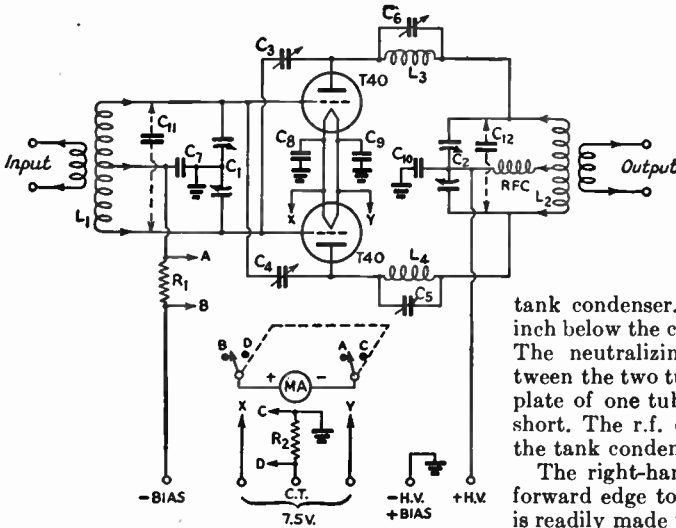 C6
C3
L3
T40
C11
C8
C9
C12
C7
C1
C10
C2
Input
RFC
Output
L1
X
Y
L2
T40
C4
L4
A
R1
C5
B
tank condenser.
inch below the c
B
D
A
C
The neutralizin
+
MA
-
tween the two tu
X
C
Y
plate of one tub
R2
short. The r.f. c
D
the tank conden
The right-han
C.T.
forward edge to
-BIAS
7.5 V.
-H.V.
+BIAS
+H.V.
is readily made